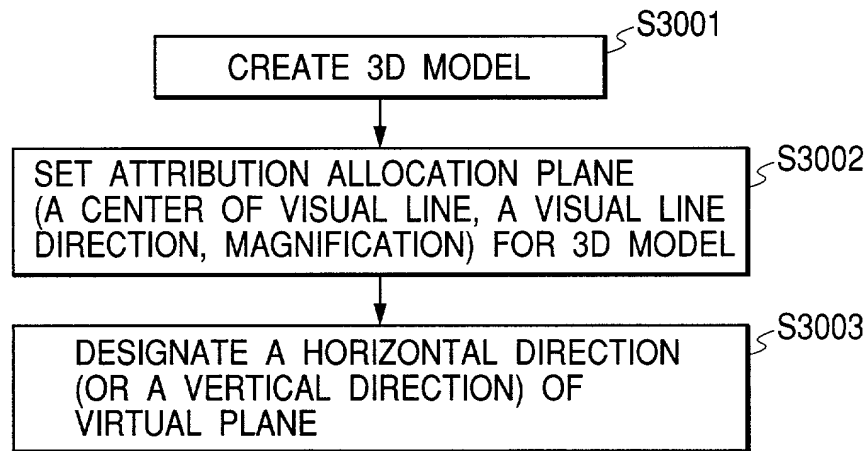 S3001
CREATE 3D MODEL
S3002
SET ATTRIBUTION ALLOCATION PLANE
(A CENTER OF VISUAL LINE, A VISUAL LINE
DIRECTION, MAGNIFICATION) FOR 3D MODEL
S3003
DESIGNATE A HORIZONTAL DIRECTION
(OR A VERTICAL DIRECTION) OF
VIRTUAL PLANE